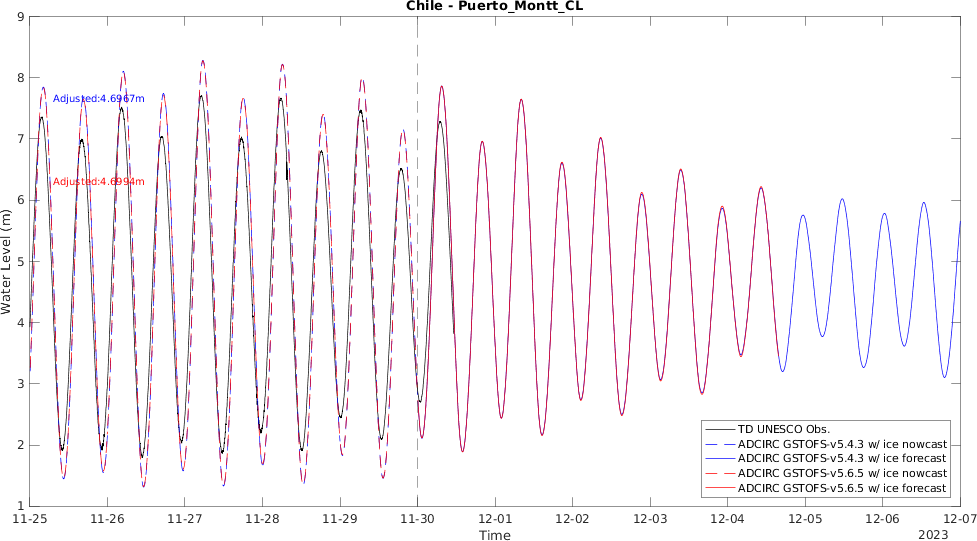 Chile - Puerto_Montt_CL
9
8
7
6
5
4
3
2
1
Water Level (m)
Adjusted:4.6967m
Adjusted:4.6994m
TD UNESCO Obs.
ADCIRC GSTOFS-v5.4.3 w/ ice nowcast
ADCIRC GSTOFS-v5.4.3 w/ ice forecast
ADCIRC GSTOFS-v5.6.5 w/ ice nowcast
ADCIRC GSTOFS-v5.6.5 w/ ice forecast
11-25 11-26 11-27 11-28 11-29 11-30 12-01 12-02 12-03 12-04 12-05 12-06 12-07
Time
2023